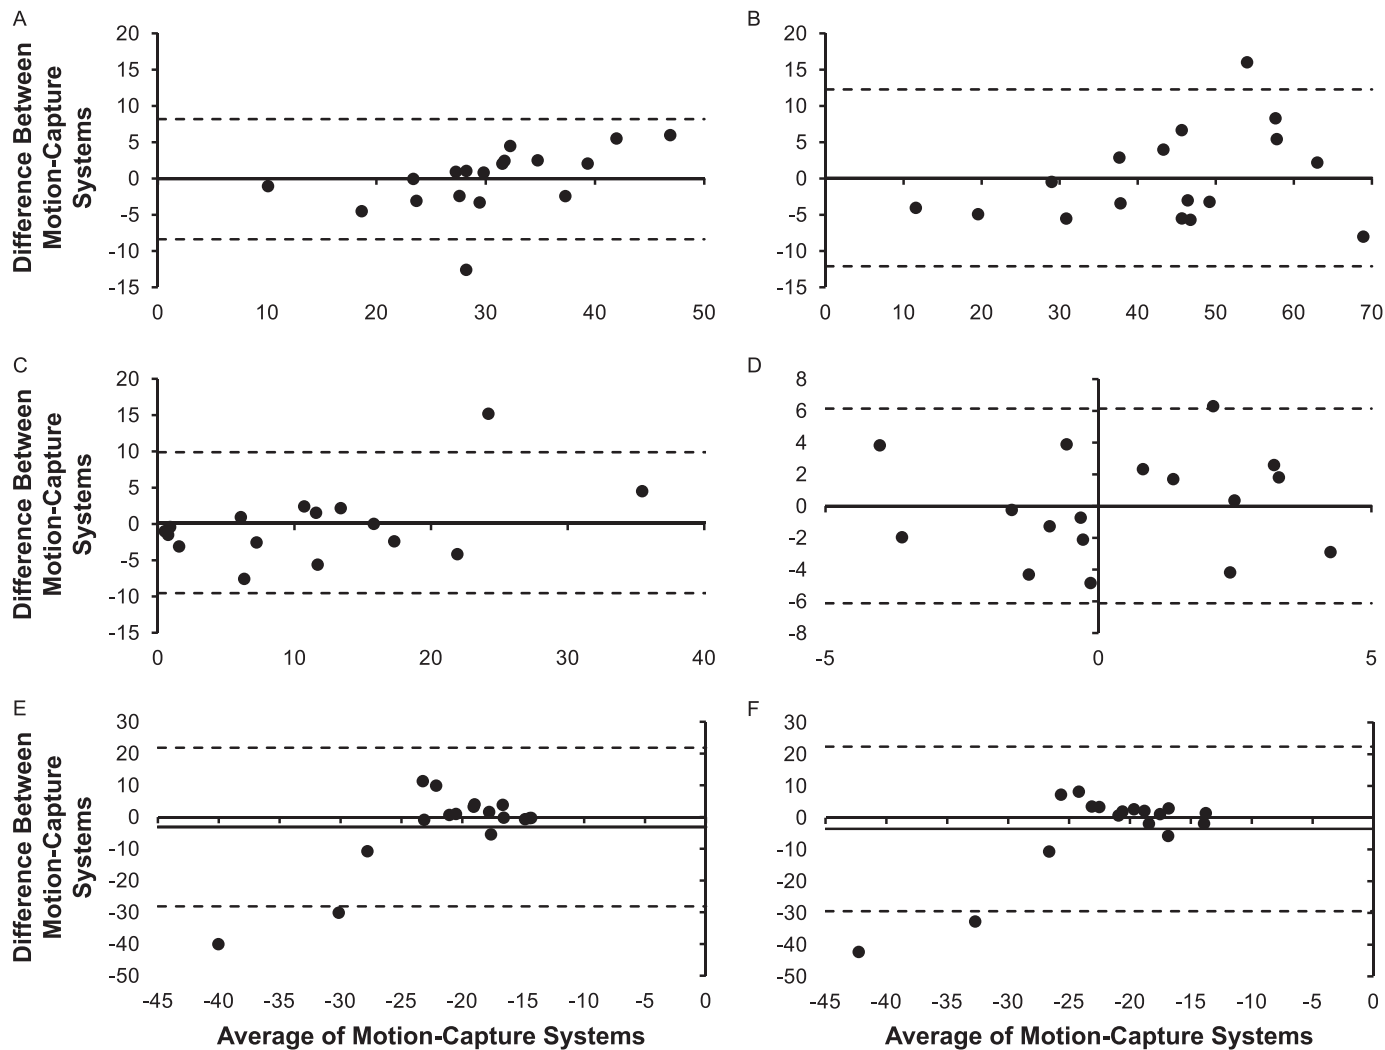 A
Difference Between
Motion-Capture
Systems
20
15
10
5
0
-5
-10
-15
0 10 20 30 40 50
B
20
15
10
5
0
-5
-10
-15
0 10 20 30 40 50 60 70
C
Difference Between
Motion-Capture
Systems
20
15
10
5
0
-5
-10
-15
0 10 20 30 40
D
8
6
4
2
0
-2
-4
-6
-8
-5 0 5
E
Difference Between
Motion-Capture
Systems
30
20
10
0
-10
-20
-30
-40
-50
-45 -40 -35 -30 -25 -20 -15 -10 -5 0
Average of Motion-Capture Systems
F
30
20
10
0
-10
-20
-30
-40
-50
-45 -40 -35 -30 -25 -20 -15 -10 -5 0
Average of Motion-Capture Systems